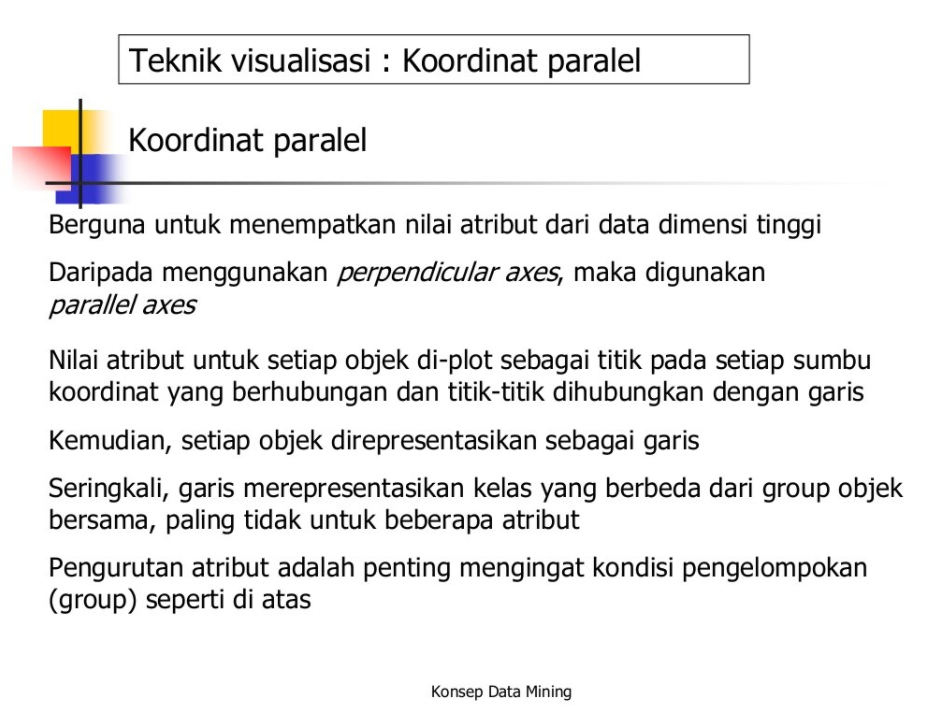 Teknik visualisasi : Koordinat paralel
Koordinat paralel
Berguna untuk menempatkan nilai atribut dari data dimensi tinggi
Daripada menggunakan perpendicular axes, maka digunakan
parallel axes
Nilai atribut untuk setiap objek di-plot sebagai titik pada setiap sumbu
koordinat yang berhubungan dan titik-titik dihubungkan dengan garis
Kemudian, setiap objek direpresentasikan sebagai garis
Seringkali, garis merepresentasikan kelas yang berbeda dari group objek
bersama, paling tidak untuk beberapa atribut
Pengurutan atribut adalah penting mengingat kondisi pengelompokan
(group) seperti di atas
Konsep Data Mining